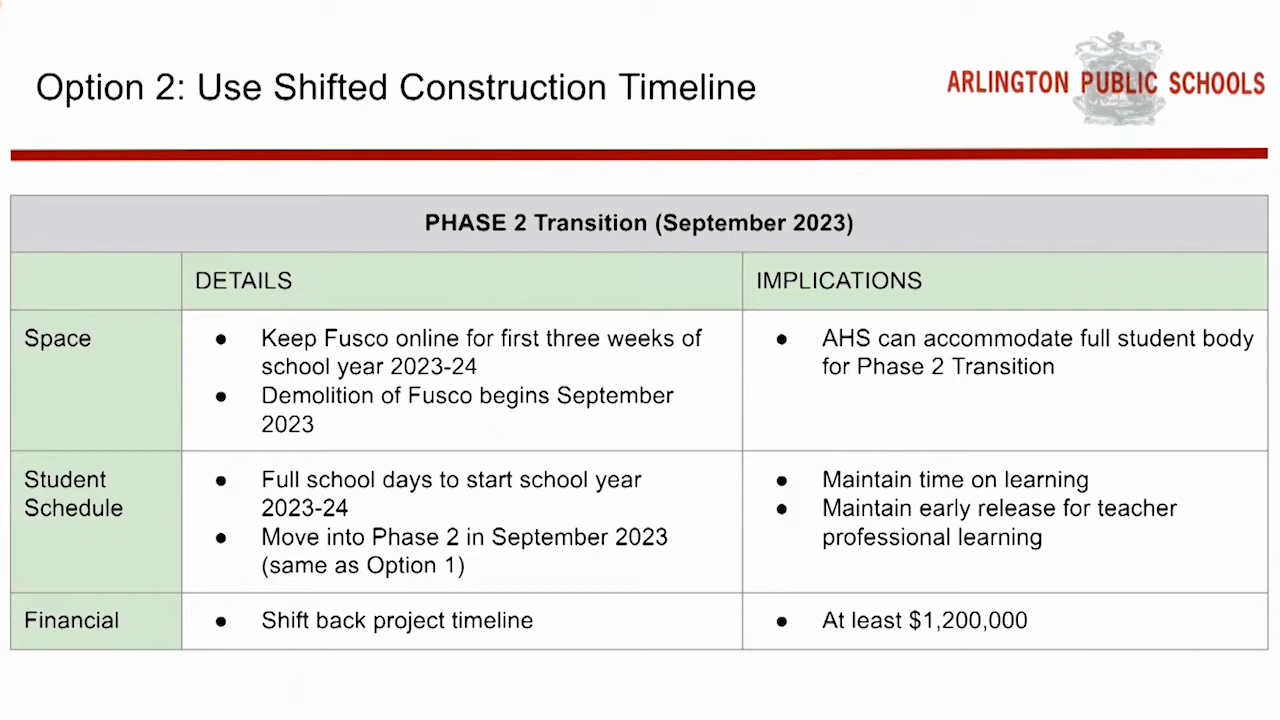 Option 2: Use Shifted Construction Timeline
ARLINGTON PUBLIC SCHOOLS
PHASE 2 Transition (September 2023)
DETAILS
IMPLICATIONS
Space
● Keep Fusco online for first three weeks of
school year 2023-24
● Demolition of Fusco begins September
2023
● AHS can accommodate full student body
for Phase 2 Transition
Student
Schedule
● Full school days to start school year
2023-24
● Move into Phase 2 in September 2023
(same as Option 1)
● Maintain time on learning
● Maintain early release for teacher
professional learning
Financial
● Shift back project timeline
● At least $1,200,000